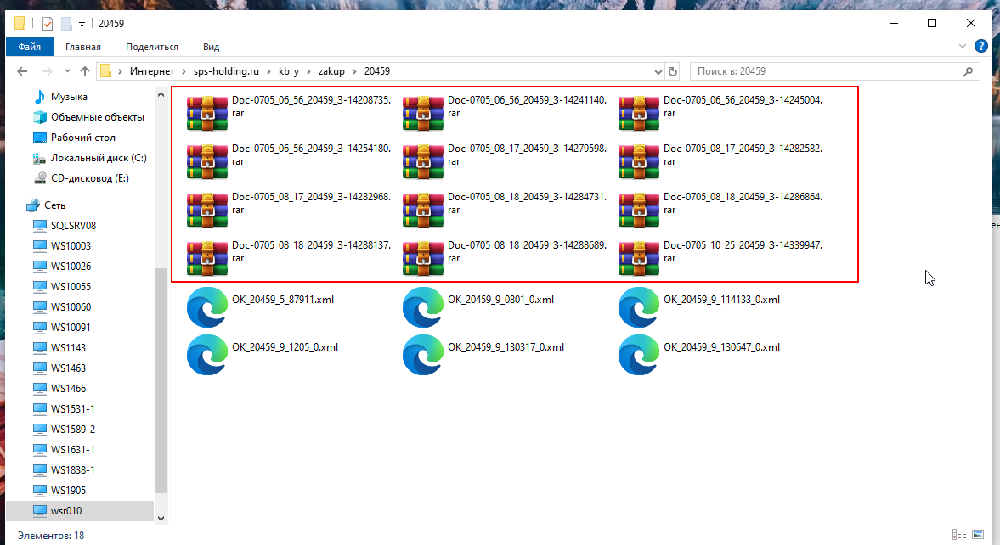 20459
Файл Главная Поделиться Вид
Интернет sps-holding.ru kb_y zakup 20459 Поиск в: 20459
Музыка
Объемные объекты
Рабочий стол
Локальный диск (C:)
CD-дисковод (E:)
Сеть
SQLSRV08
WS10003
WS10026
WS10055
WS10060
WS10091
WS1143
WS1463
WS1466
WS1531-1
WS1589-2
WS1631-1
WS1838-1
WS1905
wsr010
Doc-0705_06_56_20459_3-14208735.
rar
Doc-0705_06_56_20459_3-14241140.
rar
Doc-0705_06_56_20459_3-14245004.
rar
Doc-0705_06_56_20459_3-14254180.
rar
Doc-0705_08_17_20459_3-14279598.
rar
Doc-0705_08_17_20459_3-14282582.
rar
Doc-0705_08_17_20459_3-14282968.
rar
Doc-0705_08_18_20459_3-14284731.
rar
Doc-0705_08_18_20459_3-14286864.
rar
Doc-0705_08_18_20459_3-14288137.
rar
Doc-0705_08_18_20459_3-14288689.
rar
Doc-0705_10_25_20459_3-14339947.
rar
OK_20459_5_87911.xml
OK_20459_9_0801_0.xml
OK_20459_9_114133_0.xml
OK_20459_9_1205_0.xml
OK_20459_9_130317_0.xml
OK_20459_9_130647_0.xml
Элементов: 18